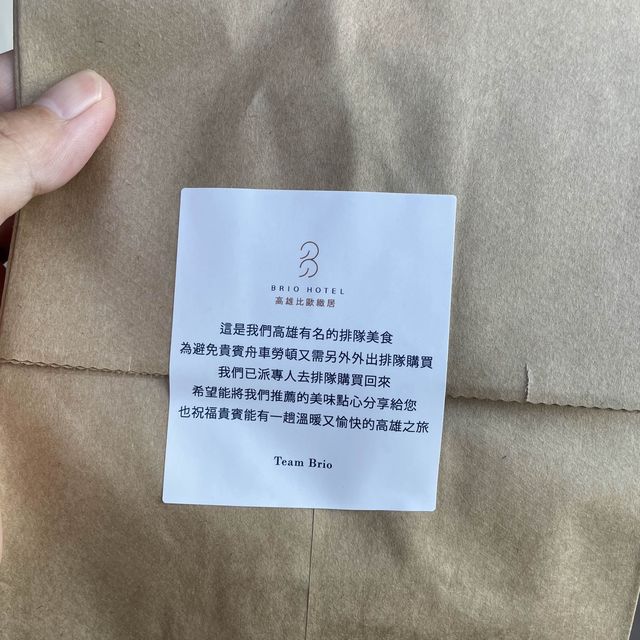 BRIO HOTEL
高雄比歐緻居
這是我們高雄有名的排隊美食
為避免貴賓舟車勞頓又需另外外出排隊購買
我們已派專人去排隊購買回來
希望能將我們推薦的美味點心分享給您
也祝福貴賓能有一趟溫暖又愉快的高雄之旅
Team Brio